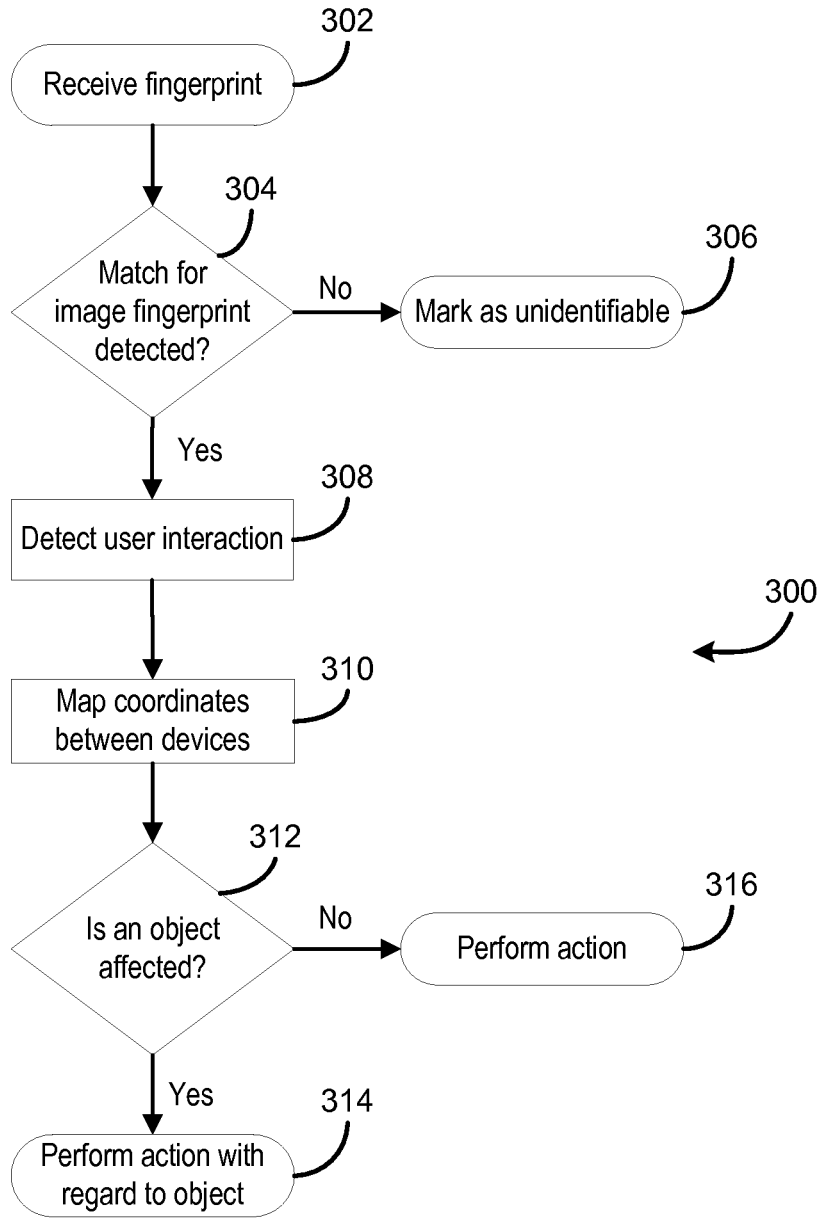 302
Receive fingerprint
304
Match for
image fingerprint
detected?
No
306
Mark as unidentifiable
Yes
308
Detect user interaction
300
310
Map coordinates
between devices
312
Is an object
affected?
No
316
Perform action
Yes
314
Perform action with
regard to object